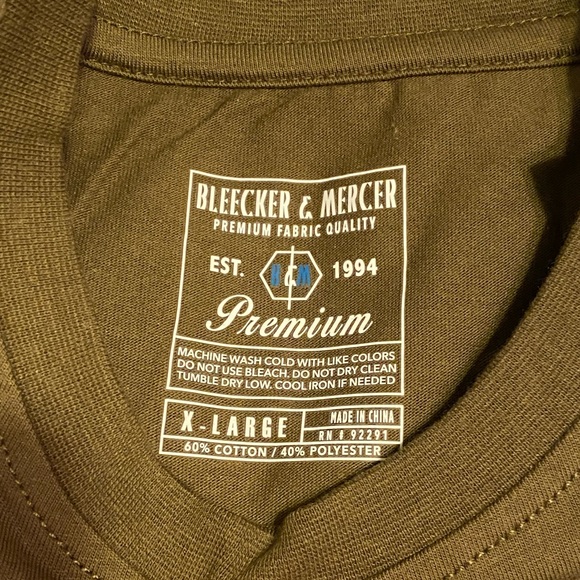 BLEECKER & MERCER
PREMIUM FABRIC QUALITY
EST. B&M 1994
Premium
MACHINE WASH COLD WITH LIKE COLORS
DO NOT USE BLEACH. DO NOT DRY CLEAN
TUMBLE DRY LOW. COOL IRON IF NEEDED
X-LARGE
MADE IN CHINA
RN # 92291
60% COTTON / 40% POLYESTER